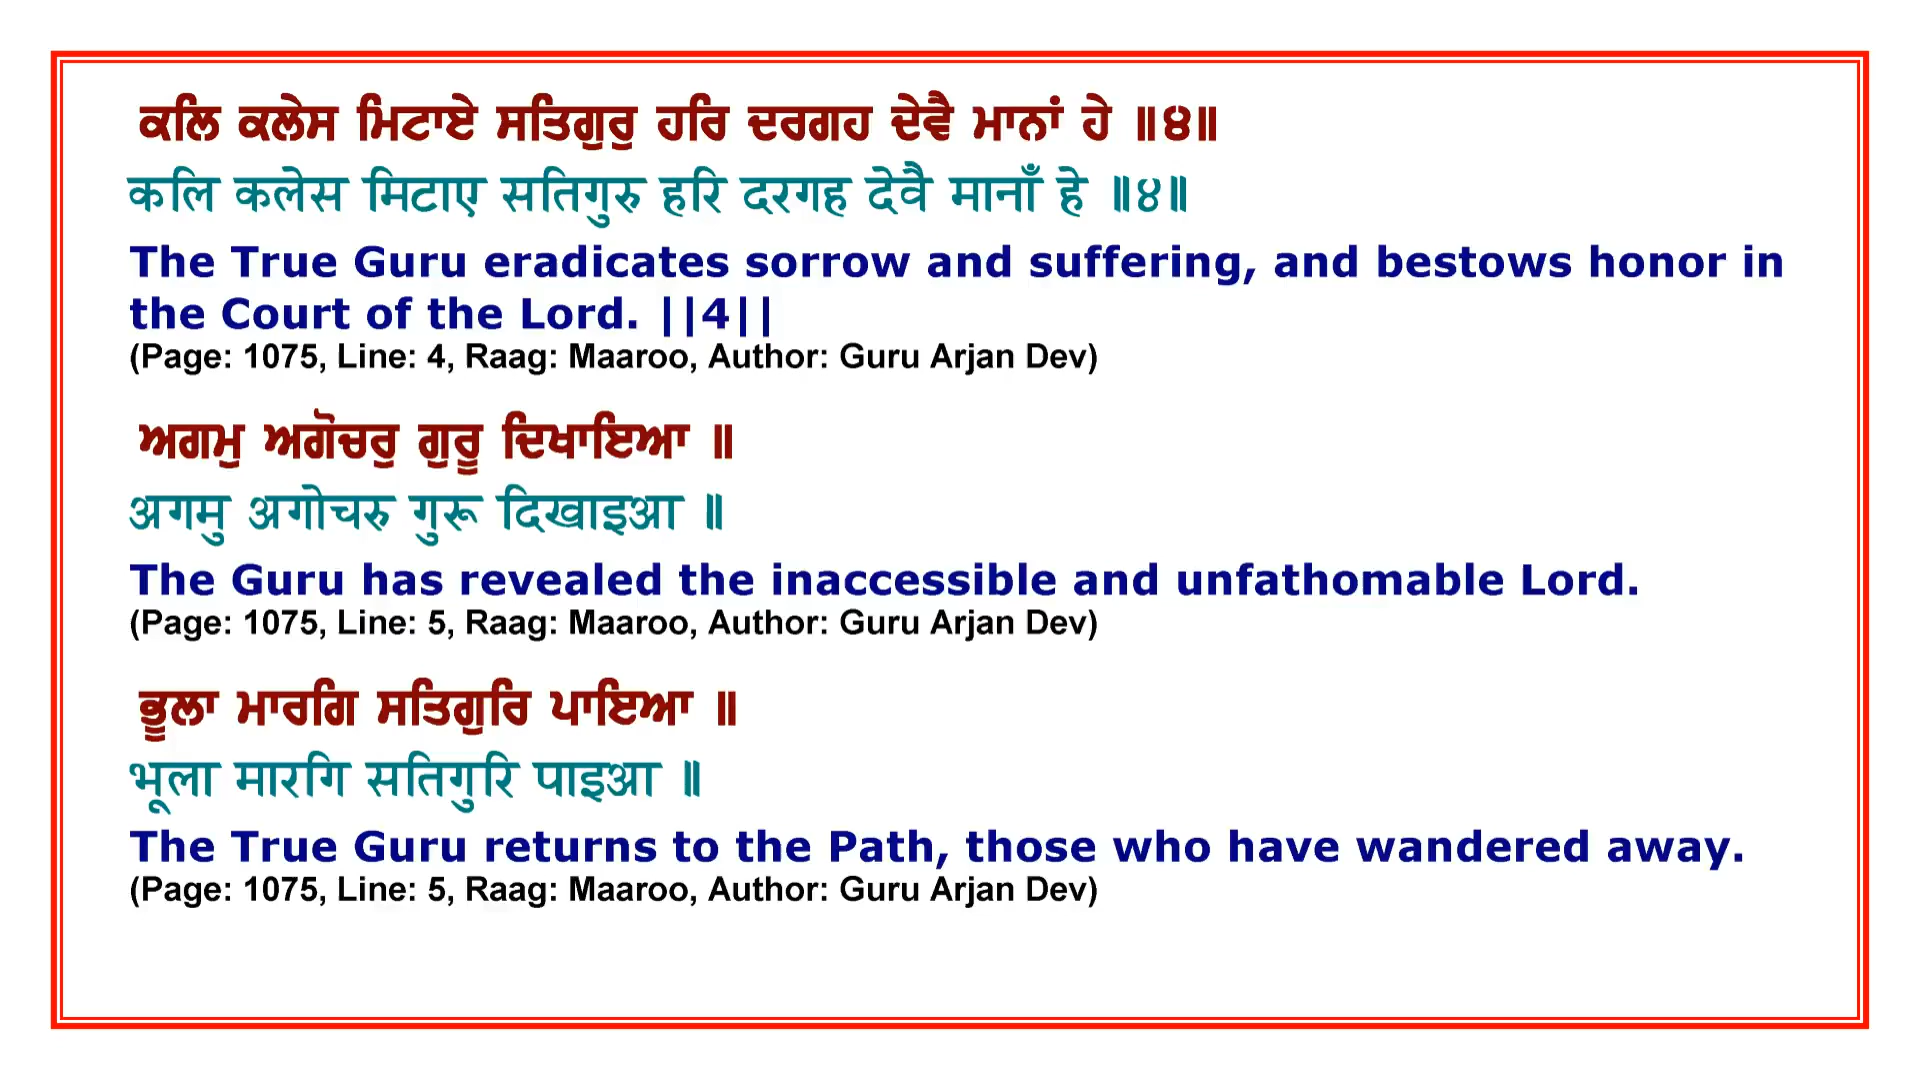 ਕਲਿ ਕਲੇਸ ਮਿਟਾਏ ਸਤਿਗੁਰੁ ਹਰਿ ਦਰਗਹ ਦੇਵੈ ਮਾਨਾਂ ਹੇ ॥੪॥
कलि कलेस मिटाए सतिगुरु हरि दरगह देवै मानाँ हे ॥४॥
The True Guru eradicates sorrow and suffering, and bestows honor in
the Court of the Lord. ||4||
(Page: 1075, Line: 4, Raag: Maaroo, Author: Guru Arjan Dev)
ਅਗਮੁ ਅਗੋਚਰੁ ਗੁਰੂ ਦਿਖਾਇਆ ॥
अगमु अगोचरु गुरू दिखाइआ ॥
The Guru has revealed the inaccessible and unfathomable Lord.
(Page: 1075, Line: 5, Raag: Maaroo, Author: Guru Arjan Dev)
ਭੂਲਾ ਮਾਰਗਿ ਸਤਿਗੁਰਿ ਪਾਇਆ ॥
भूला मारगि सतिगुरि पाइआ ॥
The True Guru returns to the Path, those who have wandered away.
(Page: 1075, Line: 5, Raag: Maaroo, Author: Guru Arjan Dev)